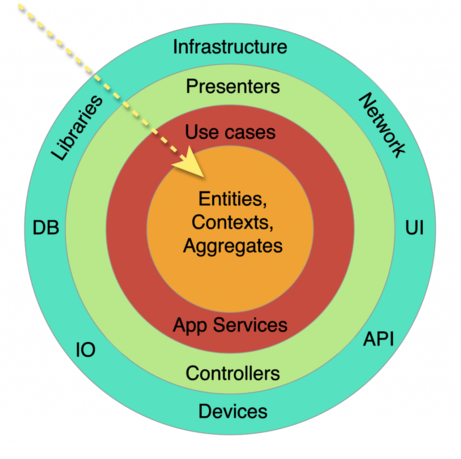 Infrastructure
Presenters
Libraries
Network
Use cases
Entities,
Contexts,
Aggregates
DB
UI
App Services
API
IO
Controllers
Devices